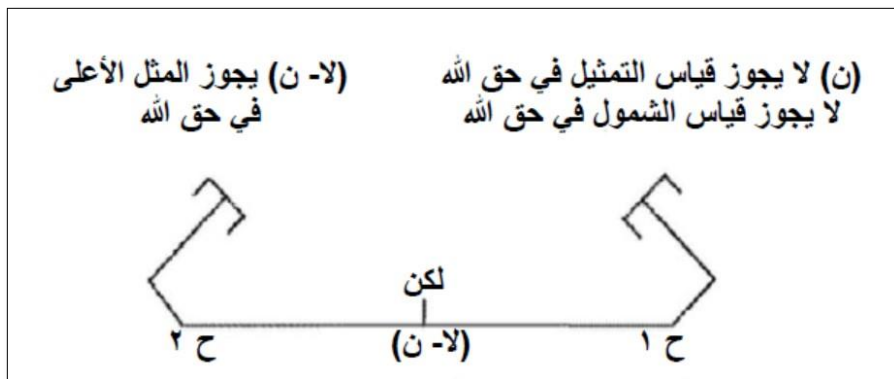 (ن) لا يجوز قياس التمثيل في حق الله
لا يجوز قياس الشمول في حق الله
(لا- ن) يجوز المثل الأعلى
في حق الله
لكن
ح ١
(لا- ن)
ح ٢